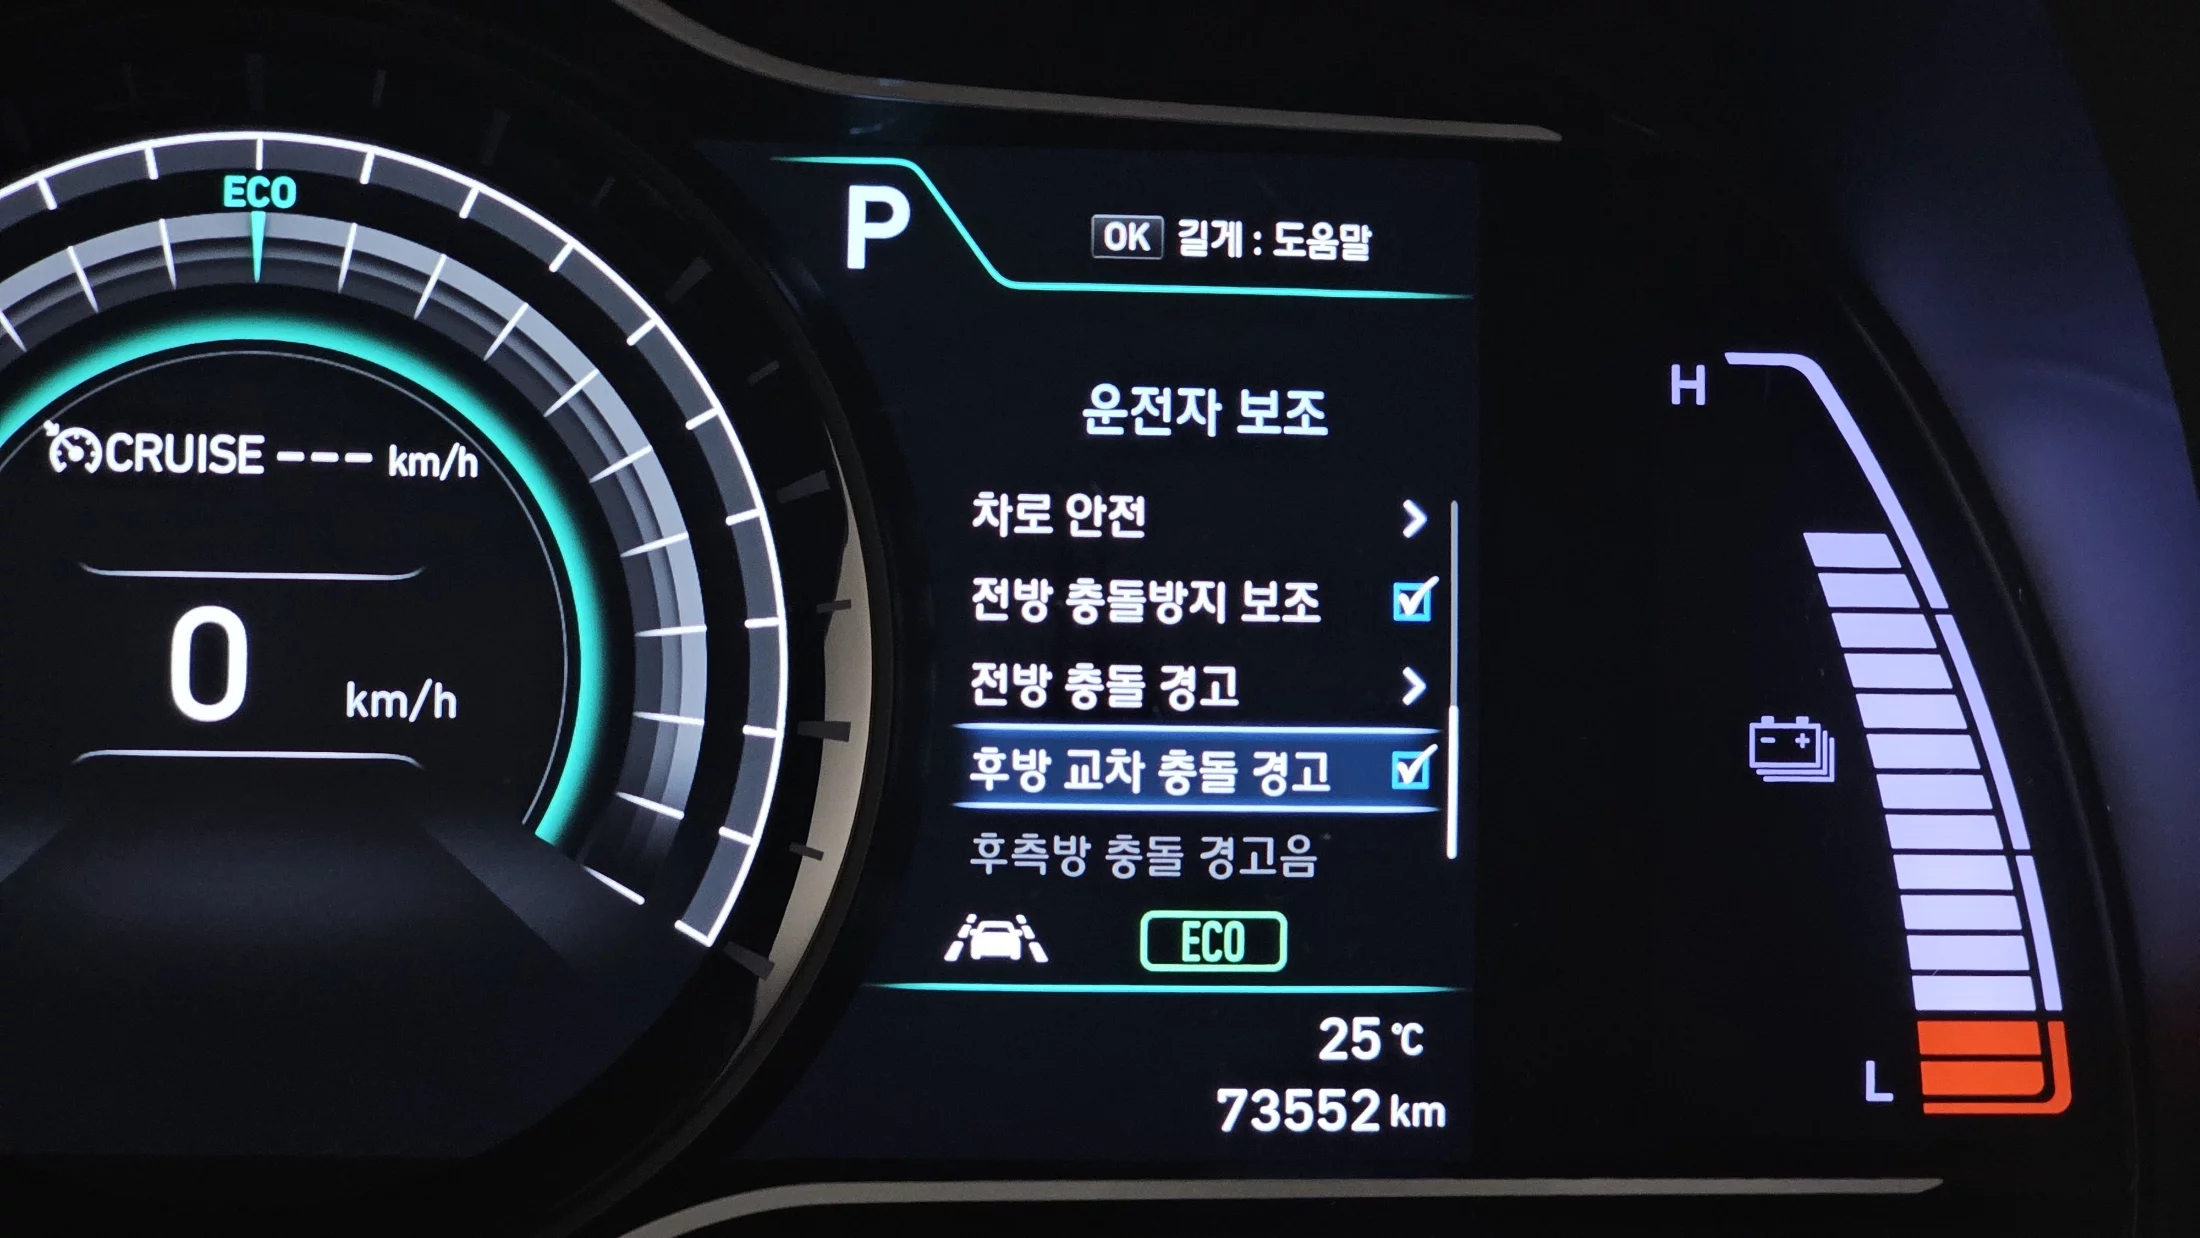 ECO
CRUISE --- km/h
0 km/h
P
OK 길게 : 도움말
운전자 보조
차로 안전
전방 충돌방지 보조
전방 충돌 경고
후방 교차 충돌 경고
후측방 충돌 경고음
ECO
25 °C
73552 km
H
- +
L